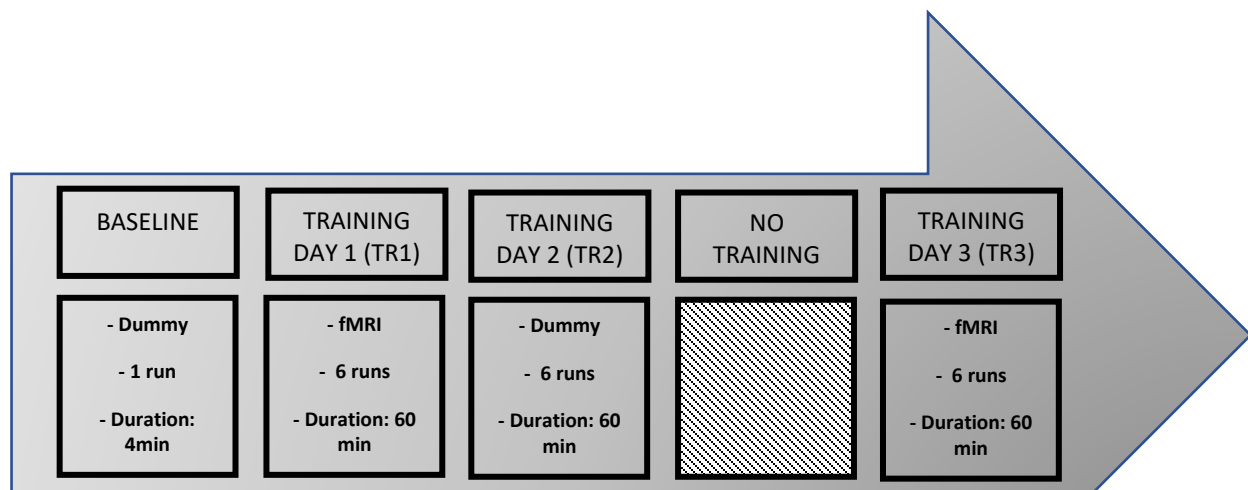 BASELINE
TRAINING
DAY 1 (TR1)
TRAINING
DAY 2 (TR2)
NO
TRAINING
TRAINING
DAY 3 (TR3)
- Dummy
- 1 run
- Duration:
4min
- fMRI
- 6 runs
- Duration: 60
min
- Dummy
- 6 runs
- Duration: 60
min
- fMRI
- 6 runs
- Duration: 60
min